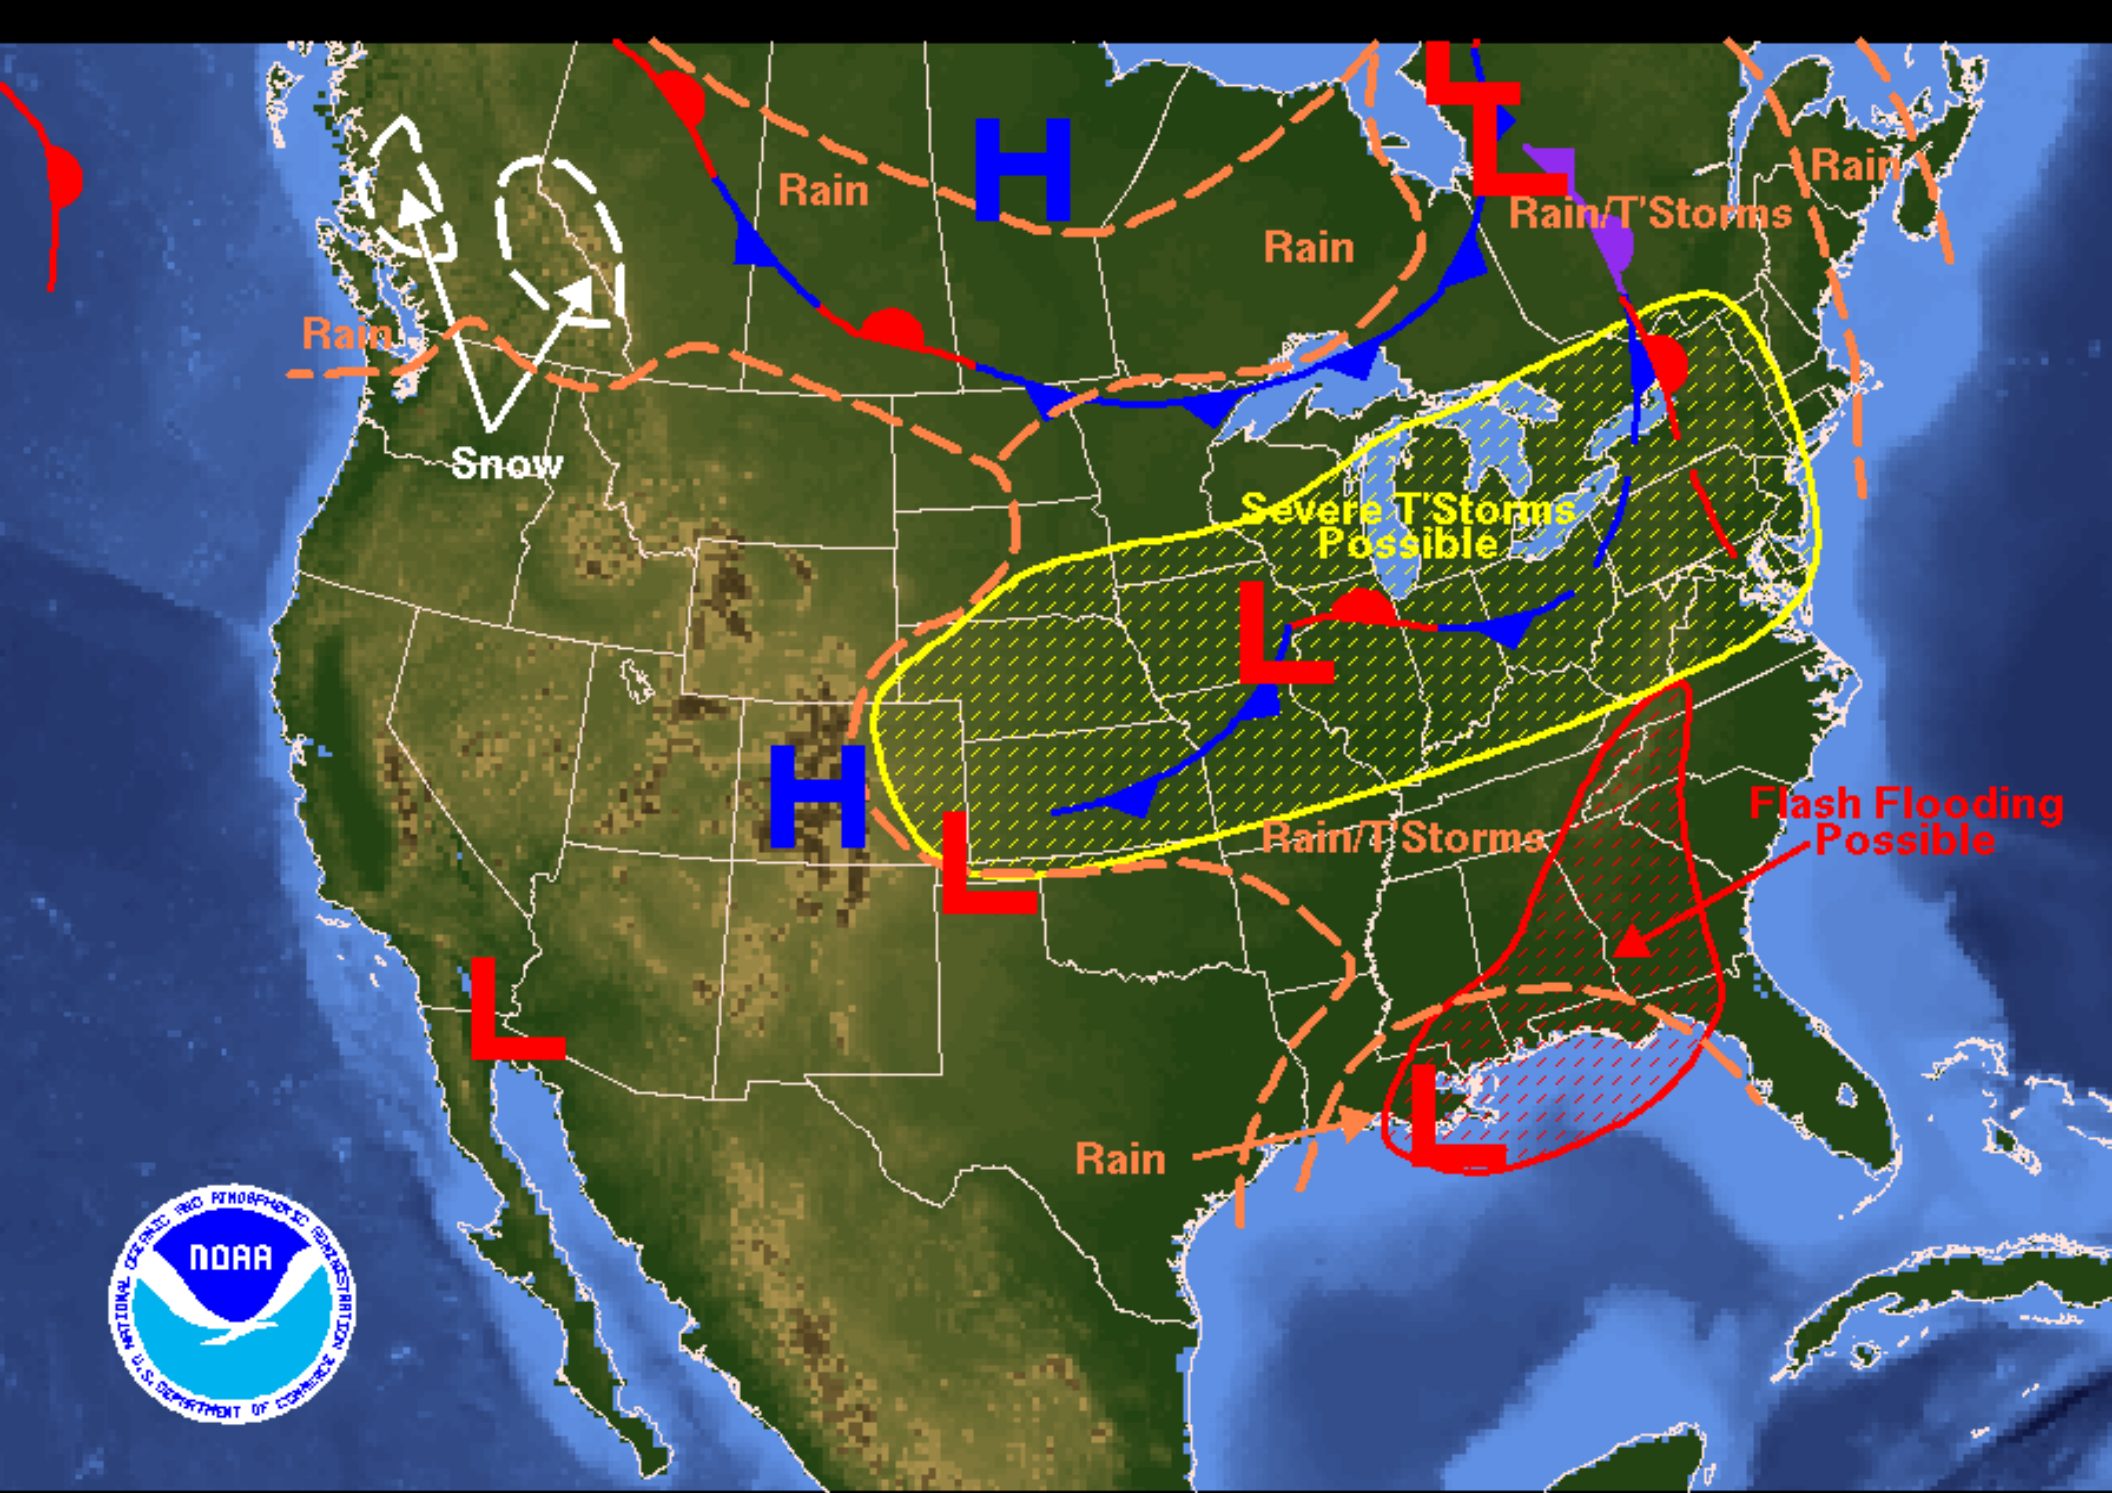 H
L
Rain
Rain
Rain/T'Storms
Rain
Rain
Snow
Severe T'Storms
Possible
L
H
Flash Flooding
Possible
Rain/T'Storms
L
L
L
Rain
NATIONAL OCEANIC AND ATMOSPHERIC ADMINISTRATION
NOAA
U.S. DEPARTMENT OF COMMERCE